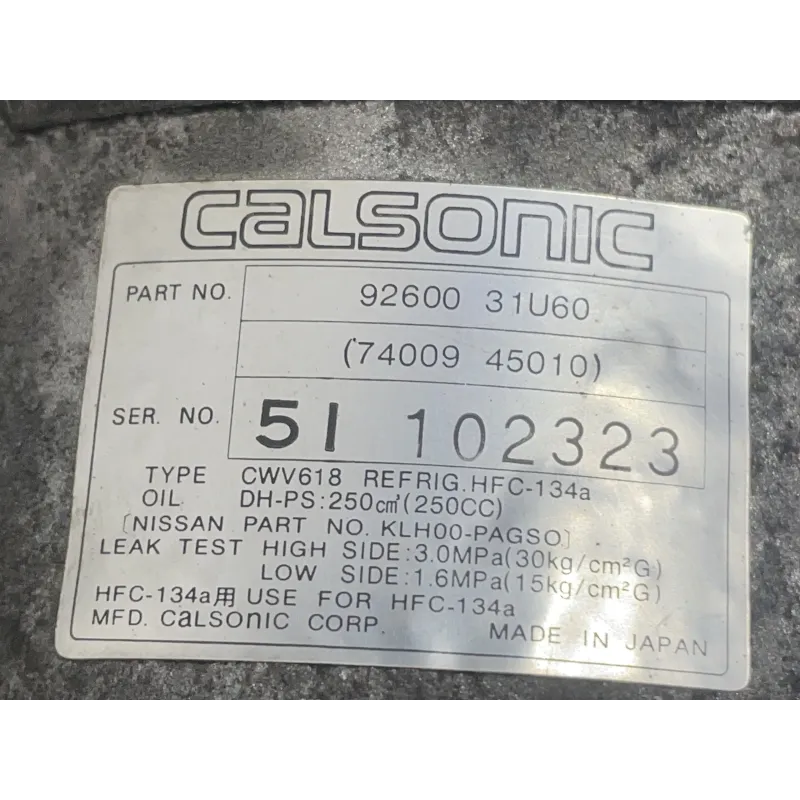 CALSONIC
PART NO. 92600 31U60
(74009 45010)
SER. NO. 51 102323
TYPE CWV618 REFRIG.HFC-134a
OIL DH-PS:250cm³(250CC)
[NISSAN PART NO. KLH00-PAGS0]
LEAK TEST HIGH SIDE:3.0MPa(30kg/cm²G)
LOW SIDE:1.6MPa(15kg/cm²G)
HFC-134a用 USE FOR HFC-134a
MFD. CALSONIC CORP.
MADE IN JAPAN